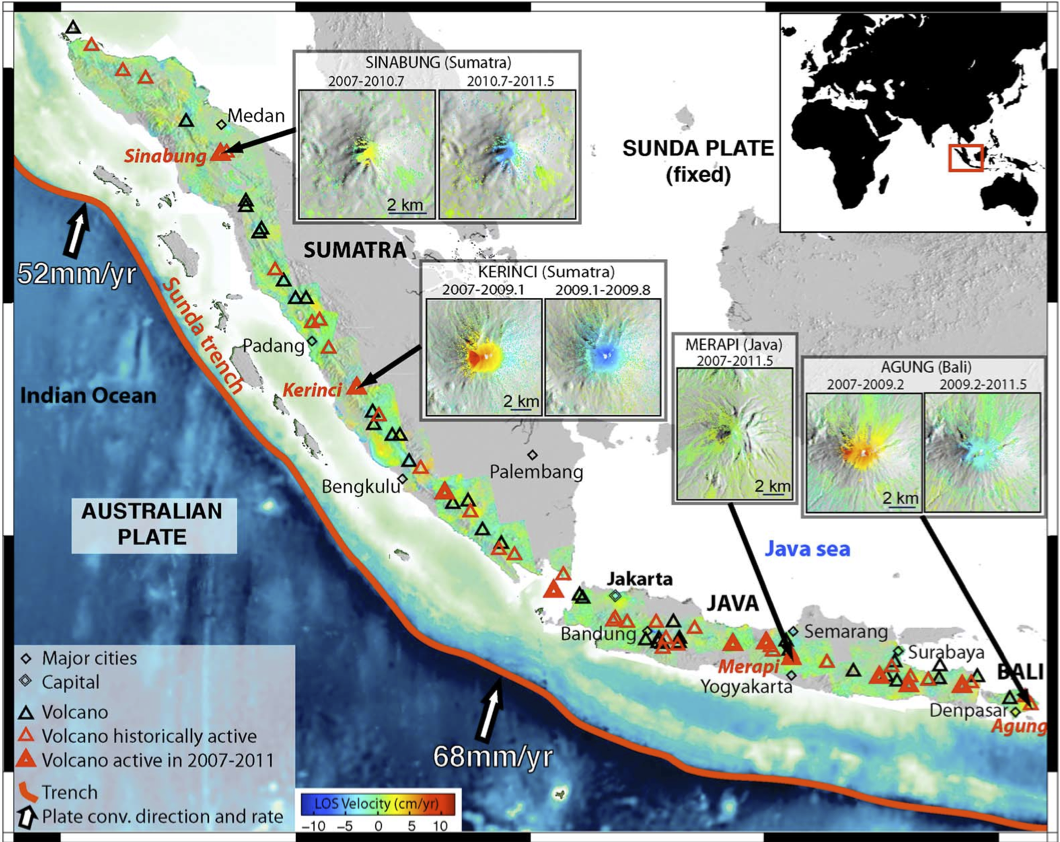 SINABUNG (Sumatra)
2007-2010.7
2010.7-2011.5
2 km
Medan
Sinabung
SUNDA PLATE
(fixed)
52mm/yr
SUMATRA
Sunda trench
KERINCI (Sumatra)
2007-2009.1
2009.1-2009.8
2 km
Padang
Kerinci
Indian Ocean
MERAPI (Java)
2007-2011.5
2 km
AGUNG (Bali)
2007-2009.2
2009.2-2011.5
2 km
2 km
Palembang
Bengkulu
AUSTRALIAN
PLATE
Java sea
Jakarta
JAVA
Bandung
Semarang
Merapi
Surabaya
Yogyakarta
BALI
Denpasar
Agung
68mm/yr
Major cities
Capital
Volcano
Volcano historically active
Volcano active in 2007-2011
Trench
Plate conv. direction and rate
LOS Velocity (cm/yr)
−10 −5 0 5 10